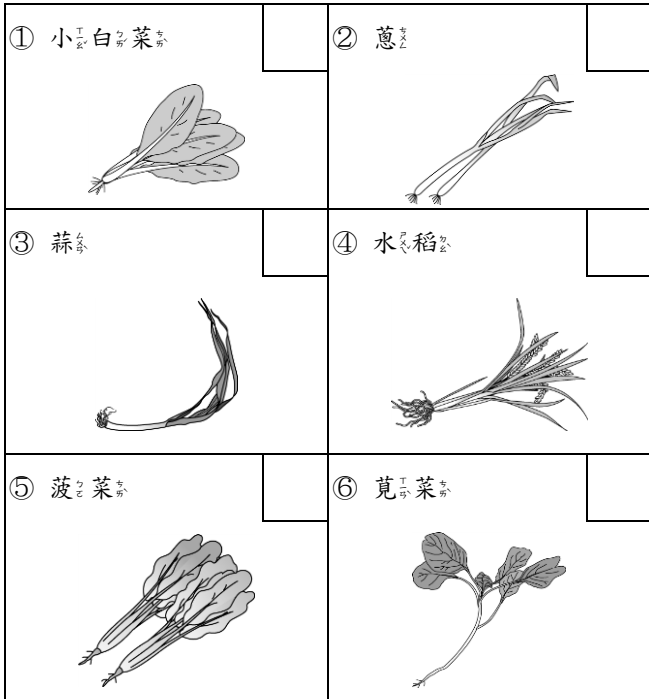 ① 小ㄒㄧㄠˇ白ㄅㄞˊ菜ㄘㄞˋ
② 蔥ㄘㄨㄥ
③ 蒜ㄙㄨㄢˋ
④ 水ㄕㄨㄟˇ稻ㄉㄠˋ
⑤ 菠ㄅㄛ菜ㄘㄞˋ
⑥ 莧ㄒㄧㄢˋ菜ㄘㄞˋ